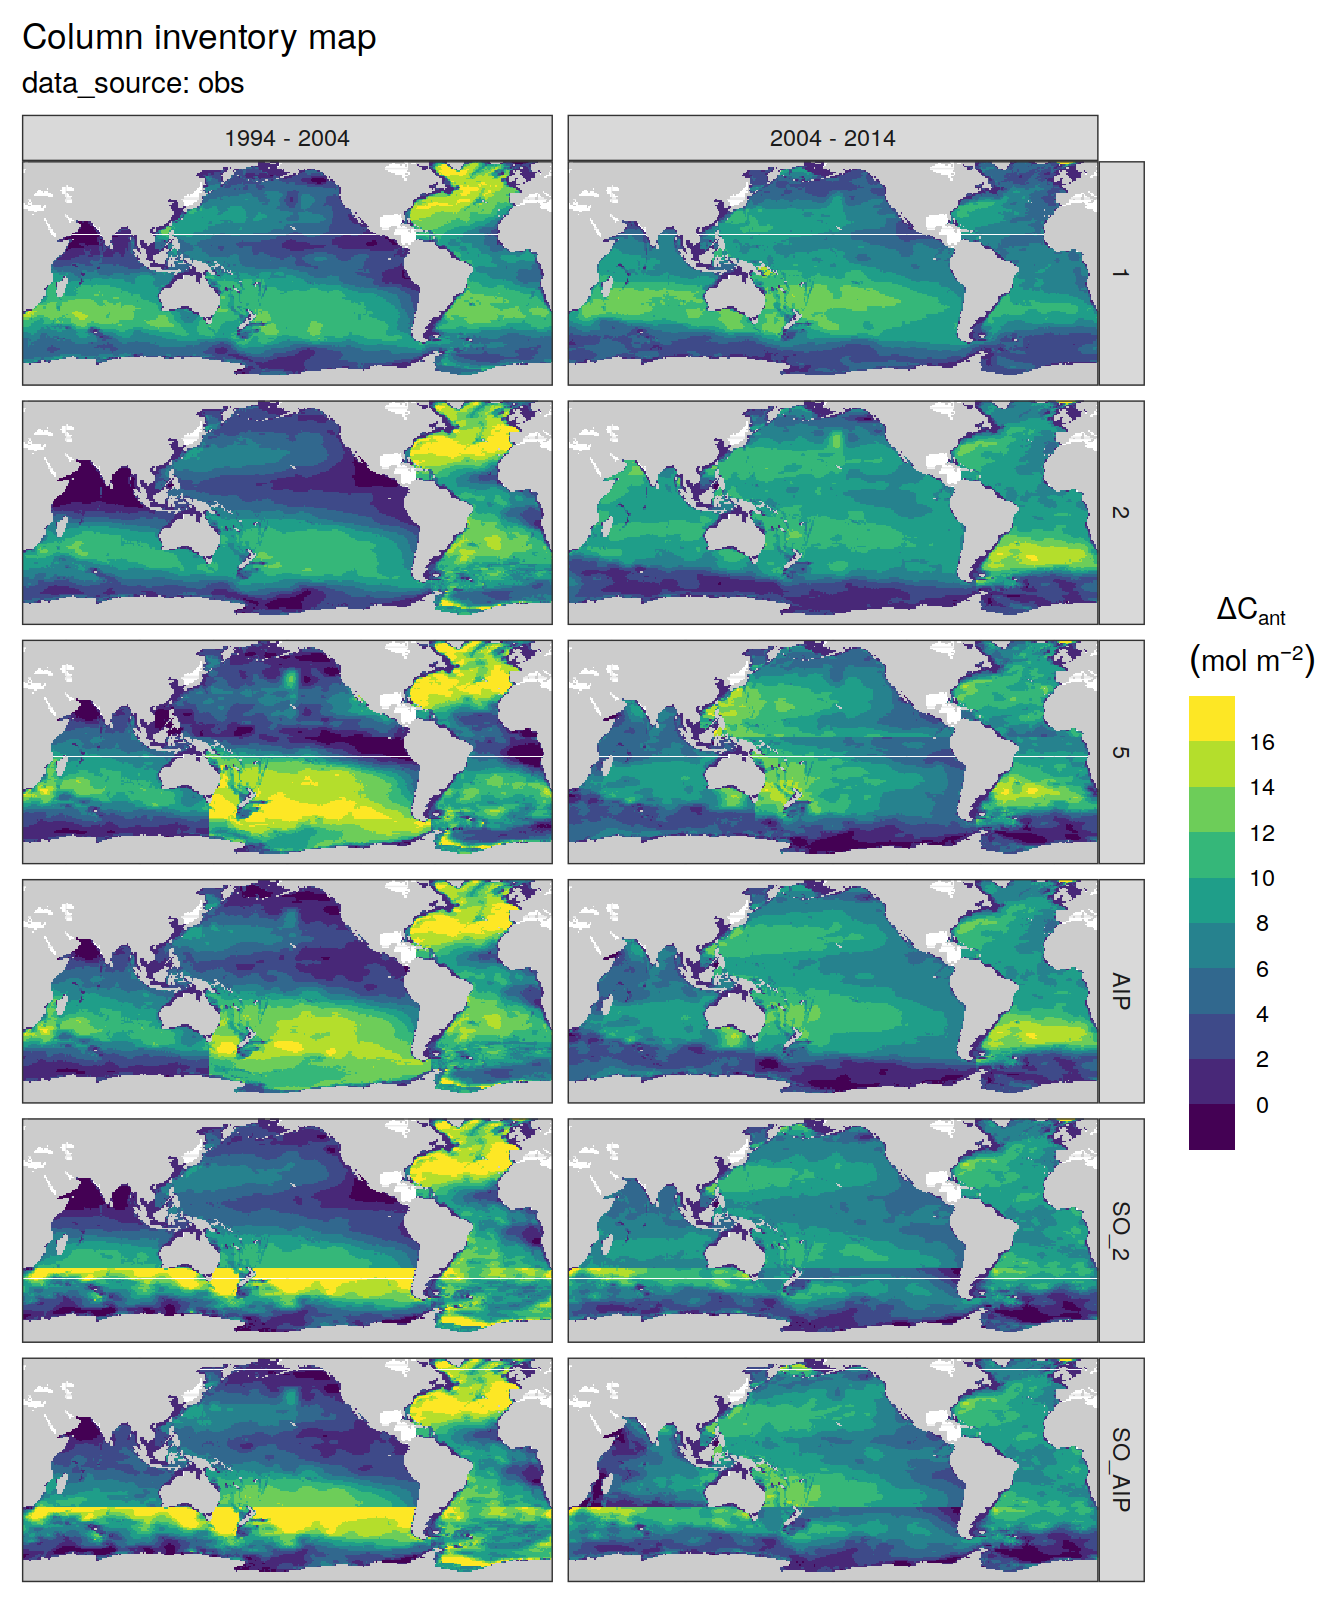 Column inventory map
data_source: obs
1994 - 2004
2004 - 2014
1
2
5
AIP
SO_2
SO_AIP
ΔCant
(mol m⁻²)
16
14
12
10
8
6
4
2
0